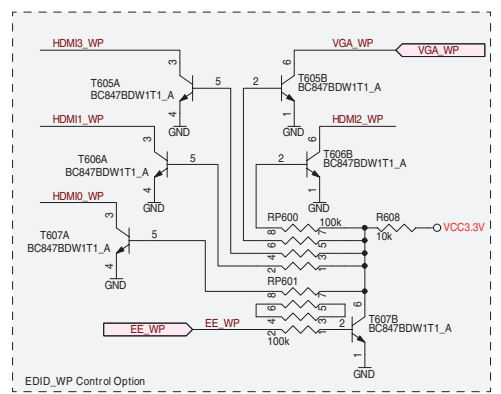 HDMI3_WP
VGA_WP
VGA_WP
3
6
T605A
BC847BDW1T1_A
5
2
T605B
BC847BDW1T1_A
4
1
GND
GND
HDMI1_WP
HDMI2_WP
3
6
T606A
BC847BDW1T1_A
5
2
T606B
BC847BDW1T1_A
4
1
GND
GND
HDMI0_WP
3
T607A
BC847BDW1T1_A
5
4
GND
RP600
100k
R608
10k
VCC3.3V
8 7
6 5
4 3
2 1
RP601
8 7
6 5
4 3
2 1
100k
EE_WP
EE_WP
6
2
T607B
BC847BDW1T1_A
1
GND
EDID_WP Control Option